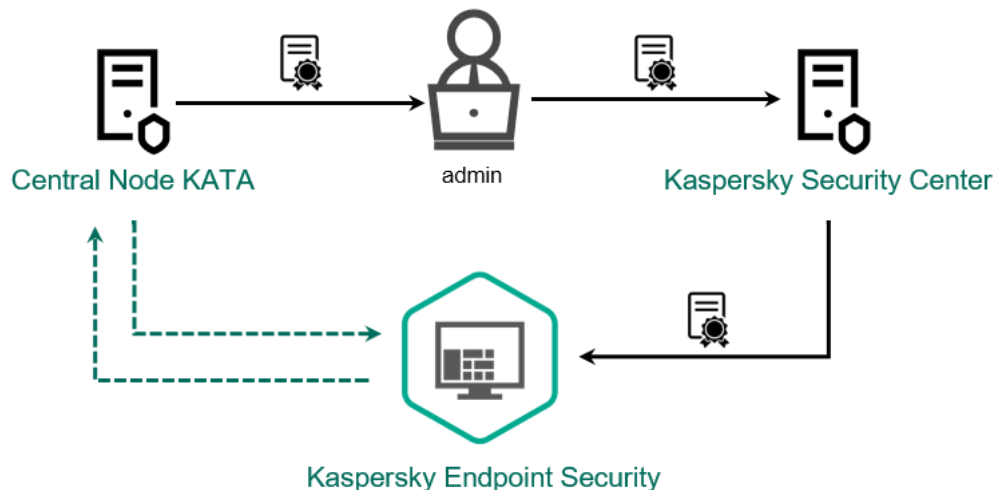 Central Node KATA
admin
Kaspersky Security Center
Kaspersky Endpoint Security